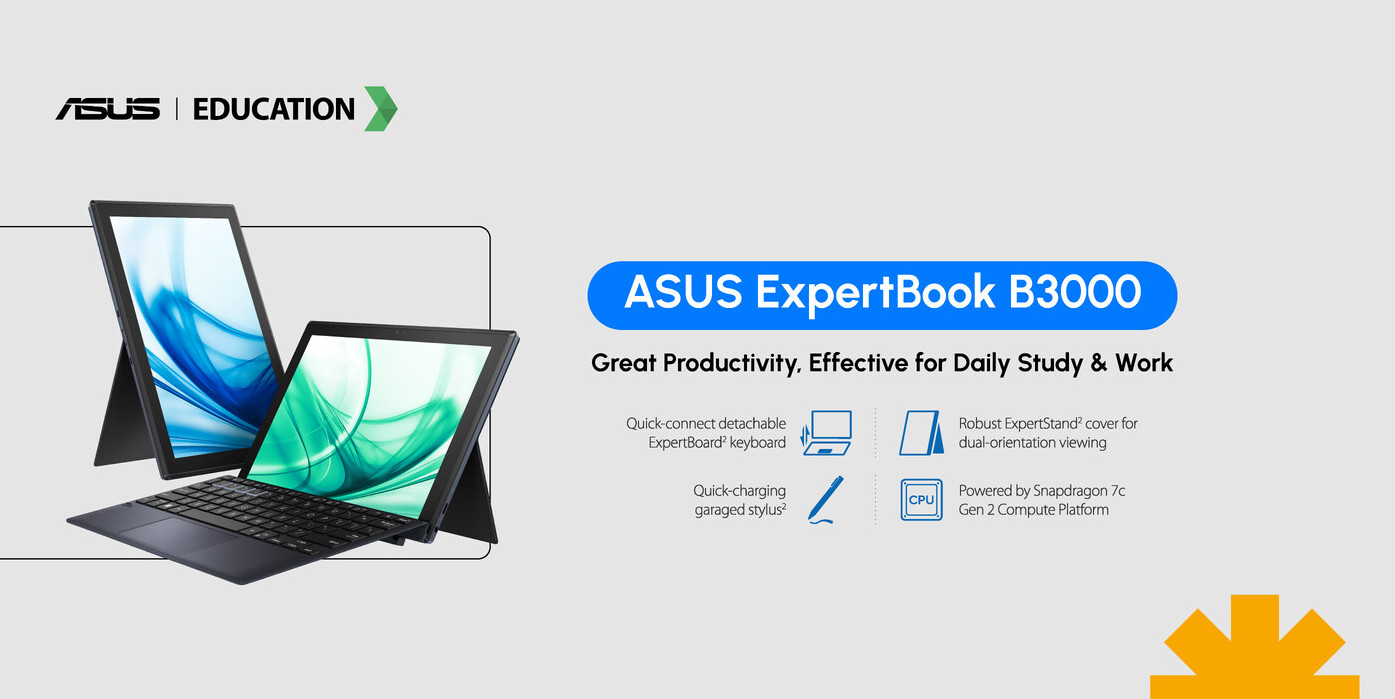 ASUS | EDUCATION
ASUS ExpertBook B3000
Great Productivity, Effective for Daily Study & Work
Quick-connect detachable
ExpertBoard² keyboard
Robust ExpertStand² cover for
dual-orientation viewing
Quick-charging
garaged stylus²
CPU
Powered by Snapdragon 7c
Gen 2 Compute Platform